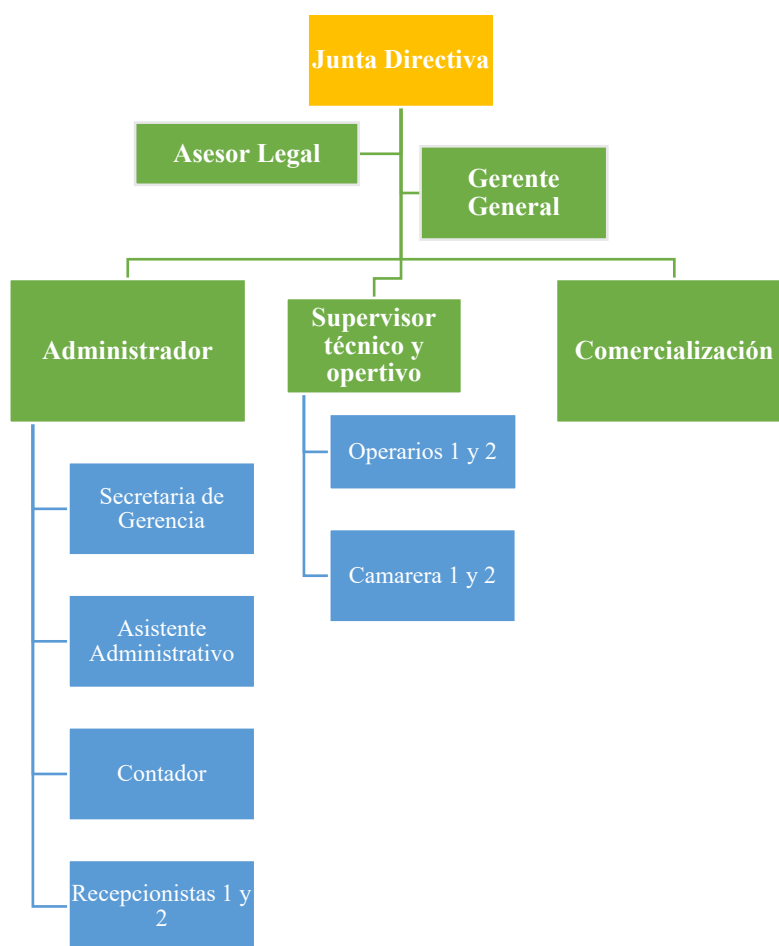 Junta Directiva
Asesor Legal
Gerente
General
Administrador
Supervisor
técnico y
opertivo
Comercialización
Secretaria de
Gerencia
Asistente
Administrativo
Contador
Recepcionistas 1 y
2
Operarios 1 y 2
Camarera 1 y 2